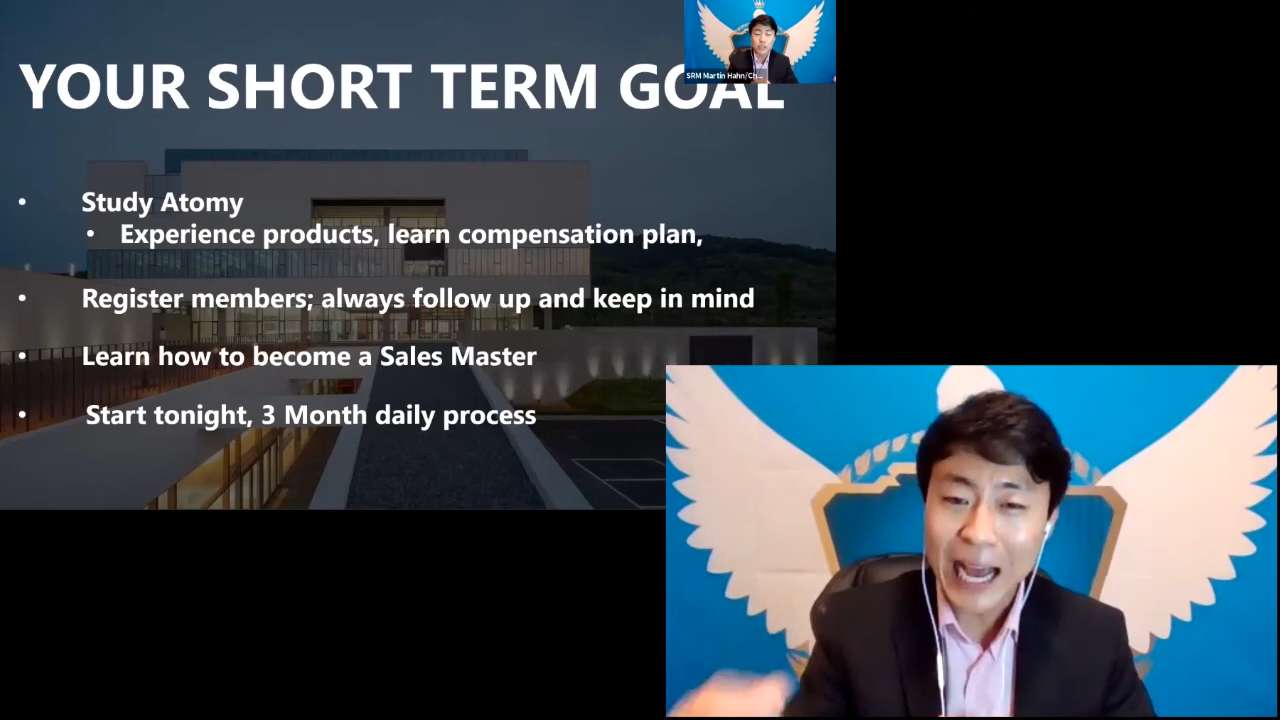 YOUR SHORT TERM GOAL
SRM Martin Hahn/Ch...
• Study Atomy
• Experience products, learn compensation plan,
• Register members; always follow up and keep in mind
• Learn how to become a Sales Master
• Start tonight, 3 Month daily process